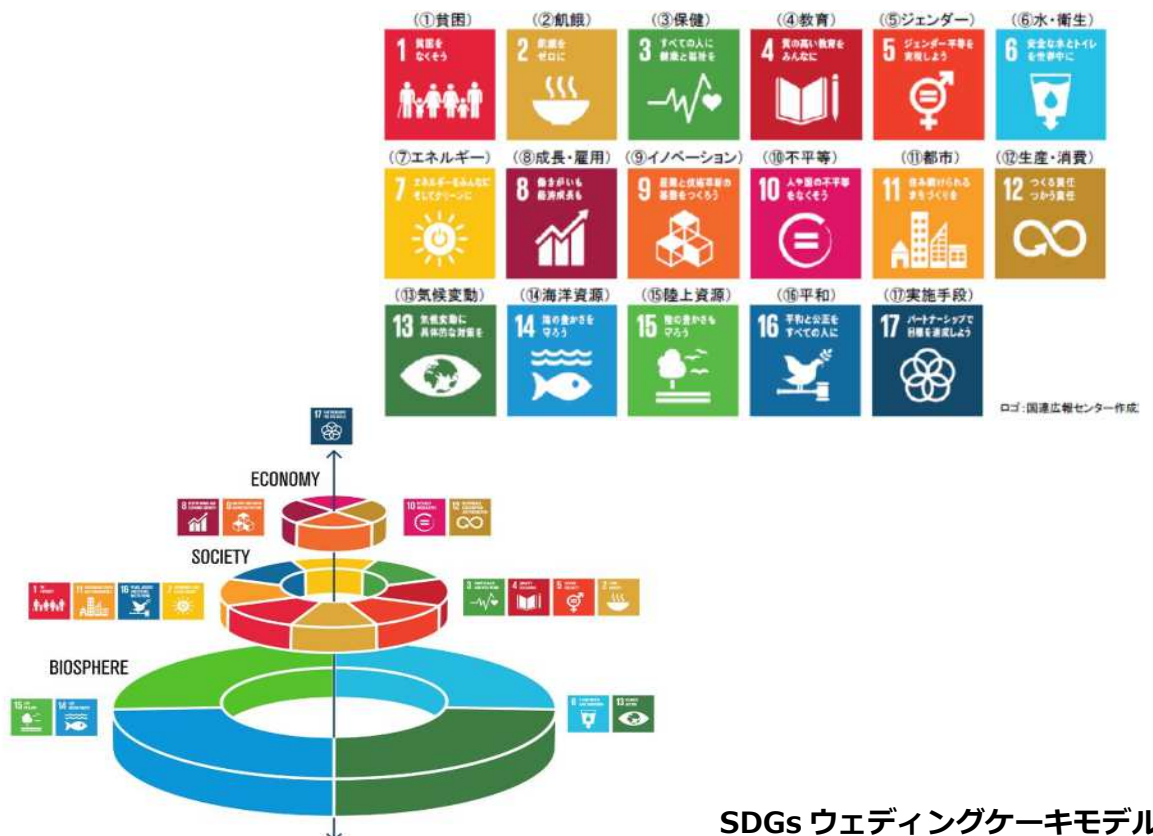 (①貧困) (②飢餓) (③保健) (④教育) (⑤ジェンダー) (⑥水・衛生)
1 貧困を なくそう
2 飢餓を ゼロに
3 すべての人に 健康と福祉を
4 質の高い教育を みんなに
5 ジェンダー平等を 実現しよう
6 安全な水とトイレ を世界中に
(⑦エネルギー) (⑧成長・雇用) (⑨イノベーション) (⑩不平等) (⑪都市) (⑫生産・消費)
7 エネルギーをみんなに そしてクリーンに
8 働きがいも 経済成長も
9 産業と技術革新の 基盤をつくろう
10 人や国の不平等 をなくそう
11 住み続けられる まちづくりを
12 つくる責任 つかう責任
(⑬気候変動) (⑭海洋資源) (⑮陸上資源) (⑯平和) (⑰実施手段)
13 気候変動に 具体的な対策を
14 海の豊かさを 守ろう
15 陸の豊かさも 守ろう
16 平和と公正を すべての人に
17 パートナーシップで 目標を達成しよう
ロゴ:国連広報センター作成
17
ECONOMY
8 9 10 12
SOCIETY
1 11 16 7 3 4 5 2
BIOSPHERE
15 14 6 13
SDGs ウェディングケーキモデル